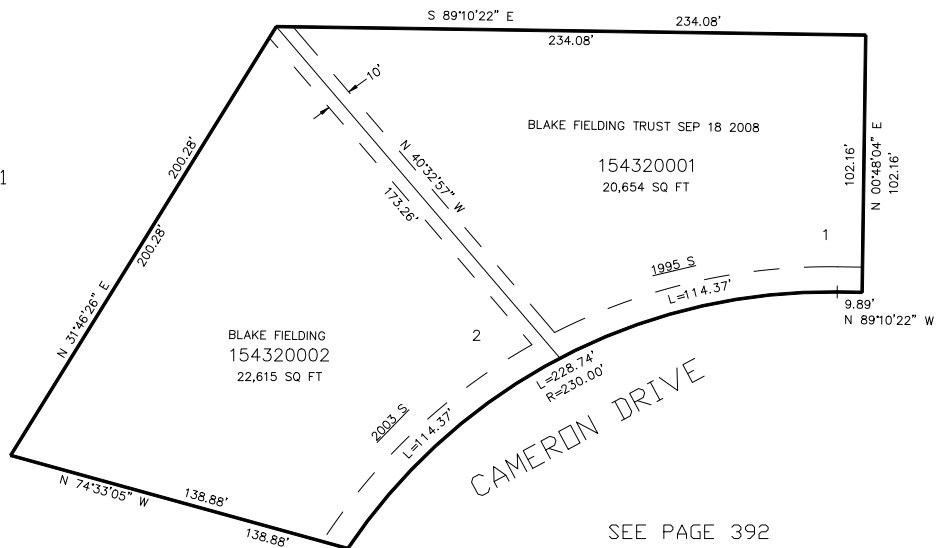 S 89°10'22" E
234.08'
234.08'
10'
200.28'
200.28'
N 31°46'26" E
N 40°32'57" W
173.26'
BLAKE FIELDING TRUST SEP 18 2008
154320001
20,654 SQ FT
102.16'
N 00°48'04" E
102.16'
1
1
1995 S
L=114.37'
9.89'
N 89°10'22" W
BLAKE FIELDING
154320002
22,615 SQ FT
2
2003 S
L=114.37'
L=228.74'
R=230.00'
CAMERON DRIVE
N 74°33'05" W
138.88'
138.88'
SEE PAGE 392